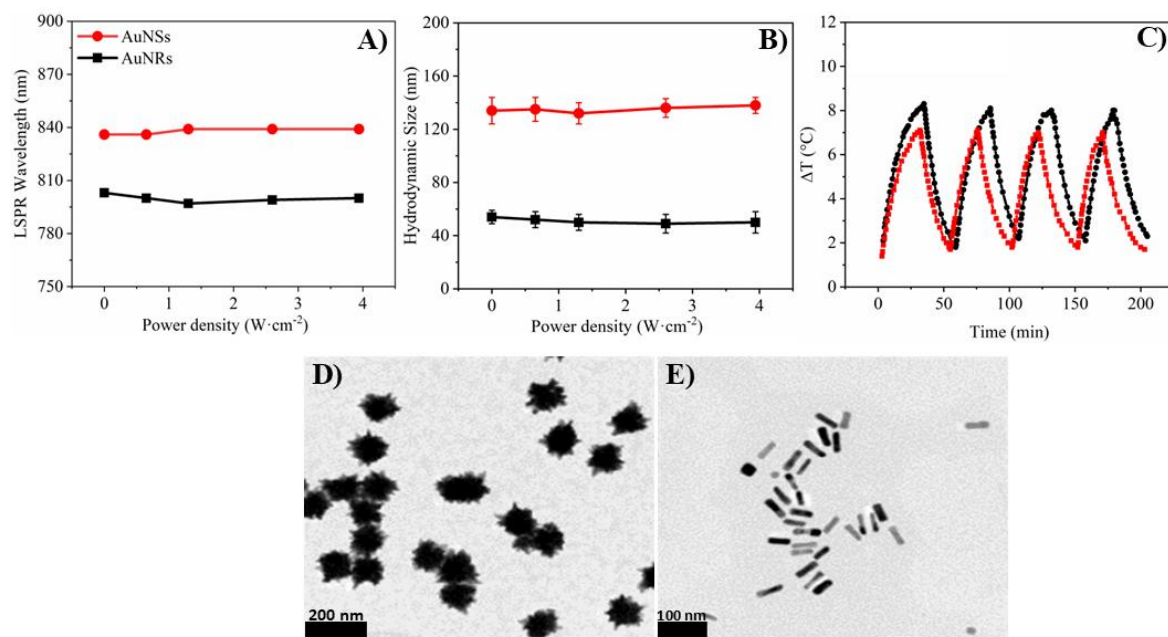 A)
LSPR Wavelength (nm)
900
870
840
810
780
750
AuNSs
AuNRs
0 1 2 3 4
Power density (W·cm-2)
B)
Hydrodynamic Size (nm)
200
160
120
80
40
0
0 1 2 3 4
Power density (W·cm-2)
C)
ΔT (°C)
12
10
8
6
4
2
0
0 50 100 150 200
Time (min)
D)
200 nm
E)
100 nm